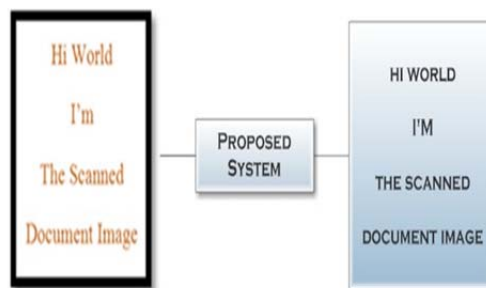 Hi World
I'm
The Scanned
Document Image
PROPOSED
SYSTEM
HI WORLD
I'M
THE SCANNED
DOCUMENT IMAGE